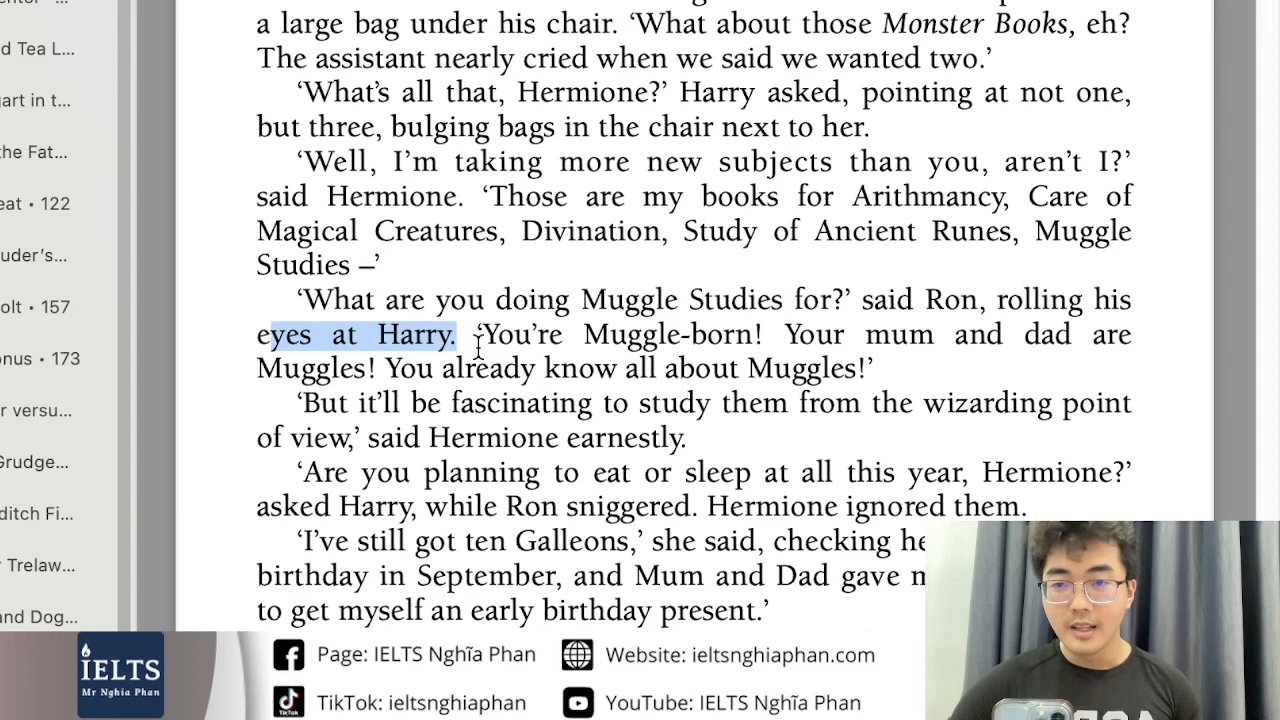 d Tea L...
art in t...
the Fat...
eat • 122
uder's...
olt • 157
onus • 173
r versu...
Grudge...
ditch Fi...
r Trelaw...
and Dog...
a large bag under his chair. ‘What about those Monster Books, eh?
The assistant nearly cried when we said we wanted two.’
‘What's all that, Hermione?’ Harry asked, pointing at not one,
but three, bulging bags in the chair next to her.
‘Well, I'm taking more new subjects than you, aren't I?’
said Hermione. ‘Those are my books for Arithmancy, Care of
Magical Creatures, Divination, Study of Ancient Runes, Muggle
Studies –’
‘What are you doing Muggle Studies for?’ said Ron, rolling his
eyes at Harry. ‘You're Muggle-born! Your mum and dad are
Muggles! You already know all about Muggles!’
‘But it'll be fascinating to study them from the wizarding point
of view,’ said Hermione earnestly.
‘Are you planning to eat or sleep at all this year, Hermione?’
asked Harry, while Ron sniggered. Hermione ignored them.
‘I've still got ten Galleons,’ she said, checking
birthday in September, and Mum and Dad gave
to get myself an early birthday present.’
IELTS
Mr Nghia Phan
Page: IELTS Nghĩa Phan
Website: ieltsnghiaphan.com
TikTok: ieltsnghiaphan
YouTube: IELTS Nghĩa Phan